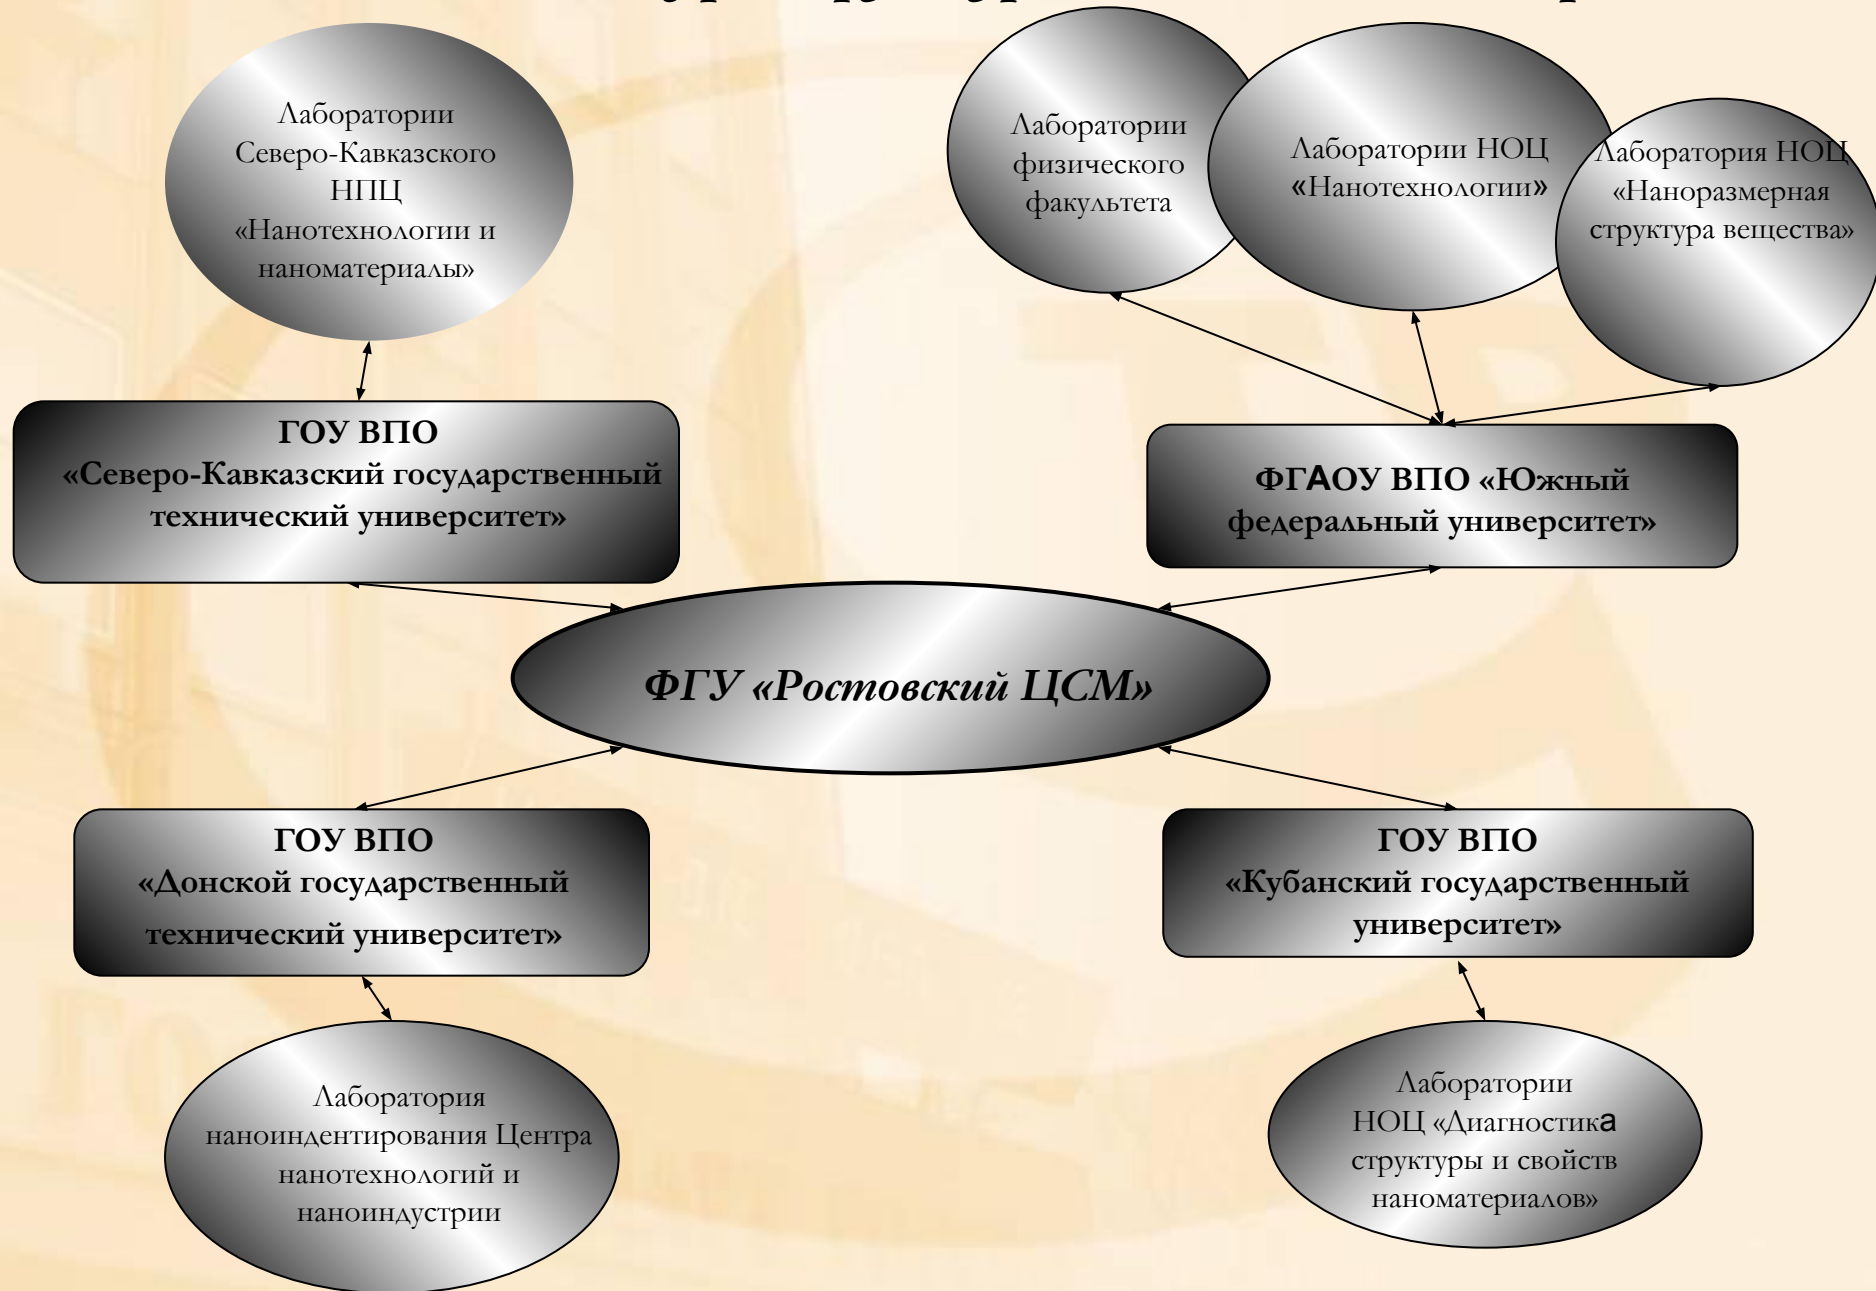 Лаборатории
Северо-Кавказского
НПЦ
«Нанотехнологии и
наноматериалы»
Лаборатории
физического
факультета
Лаборатории НОЦ
«Нанотехнологии»
Лаборатория НОЦ
«Наноразмерная
структура вещества»
ГОУ ВПО
«Северо-Кавказский государственный
технический университет»
ФГАОУ ВПО «Южный
федеральный университет»
ФГУ «Ростовский ЦСМ»
ГОУ ВПО
«Донской государственный
технический университет»
ГОУ ВПО
«Кубанский государственный
университет»
Лаборатория
наноиндентирования Центра
нанотехнологий и
наноиндустрии
Лаборатории
НОЦ «Диагностика
структуры и свойств
наноматериалов»